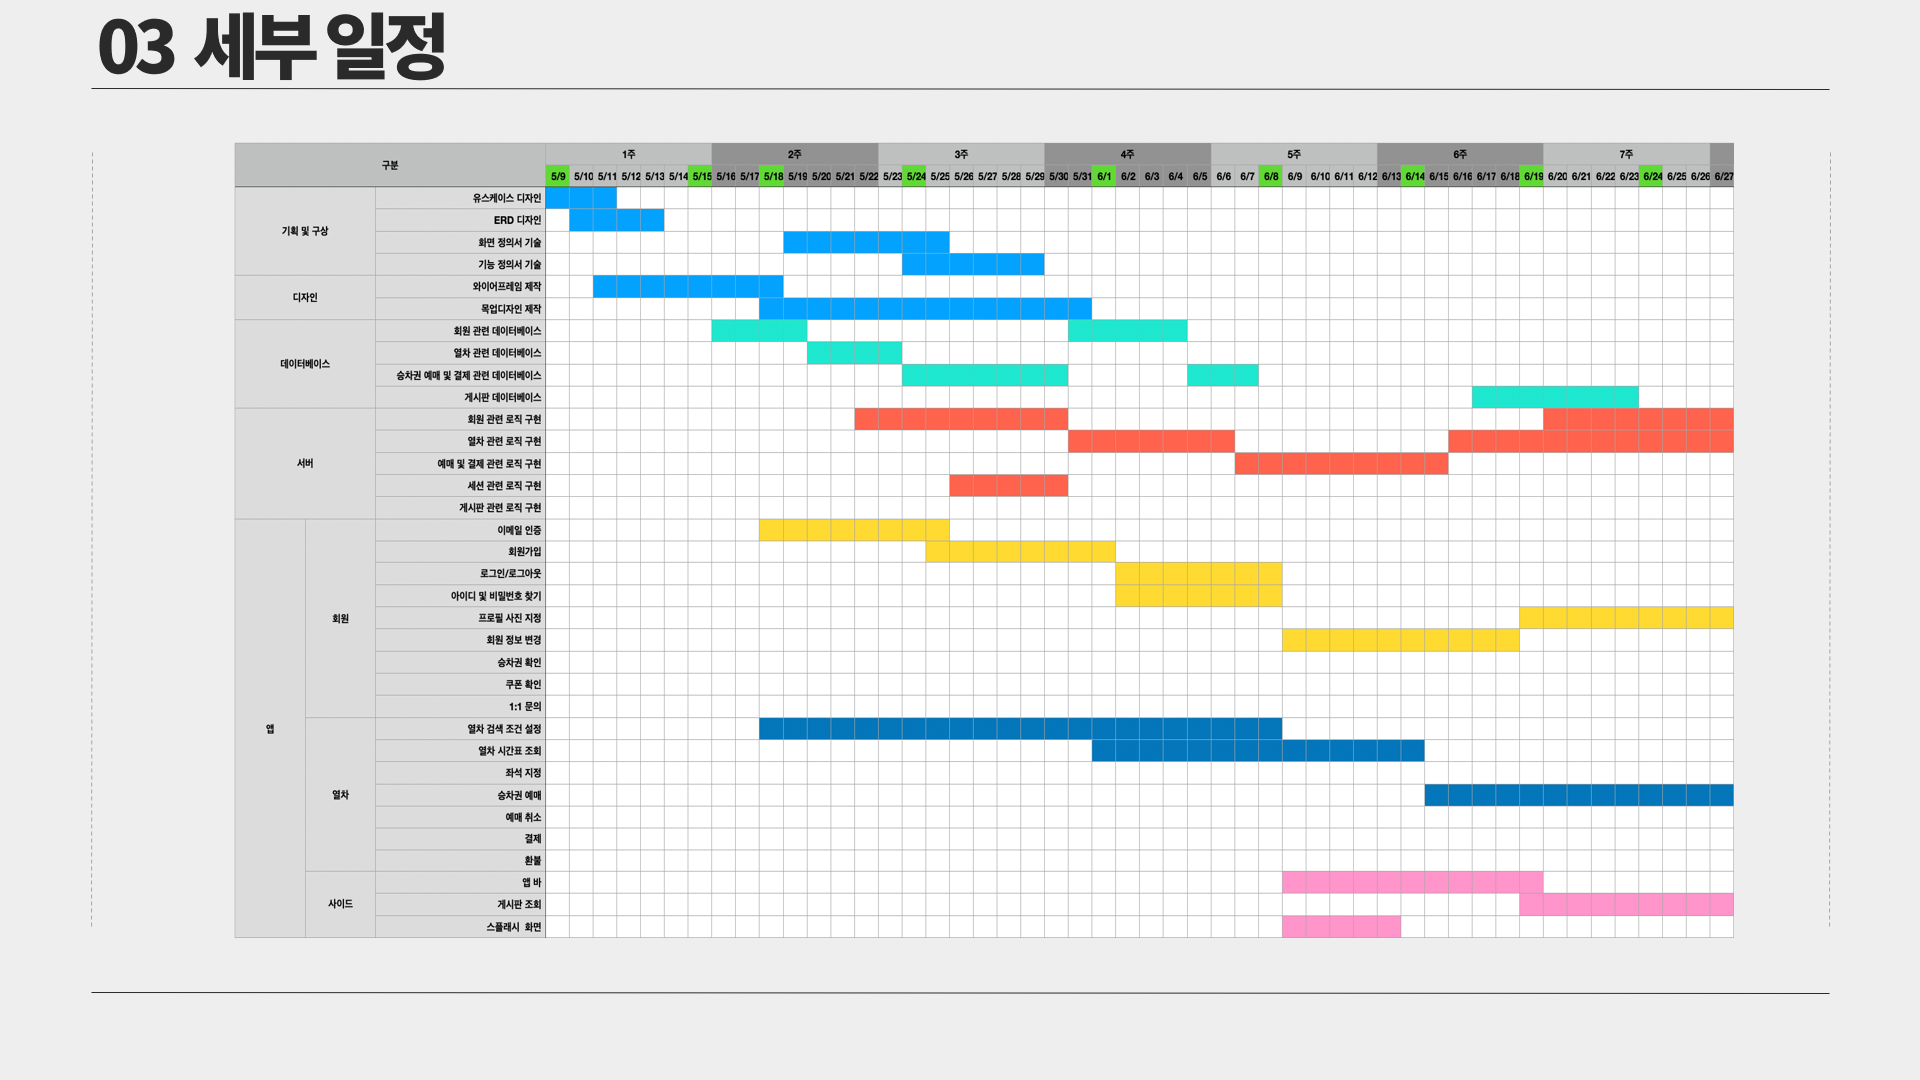 03 세부 일정
구분
1주 2주 3주 4주 5주 6주 7주
5/9 5/10 5/11 5/12 5/13 5/14 5/15 5/16 5/17 5/18 5/19 5/20 5/21 5/22 5/23 5/24 5/25 5/26 5/27 5/28 5/29 5/30 5/31 6/1 6/2 6/3 6/4 6/5 6/6 6/7 6/8 6/9 6/10 6/11 6/12 6/13 6/14 6/15 6/16 6/17 6/18 6/19 6/20 6/21 6/22 6/23 6/24 6/25 6/26 6/27
기획 및 구상
유스케이스 디자인
ERD 디자인
화면 정의서 기술
기능 정의서 기술
디자인
와이어프레임 제작
목업디자인 제작
데이터베이스
회원 관련 데이터베이스
열차 관련 데이터베이스
승차권 예매 및 결제 관련 데이터베이스
게시판 데이터베이스
서버
회원 관련 로직 구현
열차 관련 로직 구현
예매 및 결제 관련 로직 구현
세션 관련 로직 구현
게시판 관련 로직 구현
앱
회원
이메일 인증
회원가입
로그인/로그아웃
아이디 및 비밀번호 찾기
프로필 사진 지정
회원 정보 변경
승차권 확인
쿠폰 확인
1:1 문의
열차
열차 검색 조건 설정
열차 시간표 조회
좌석 지정
승차권 예매
예매 취소
결제
환불
사이드
앱 바
게시판 조회
스플래시 화면